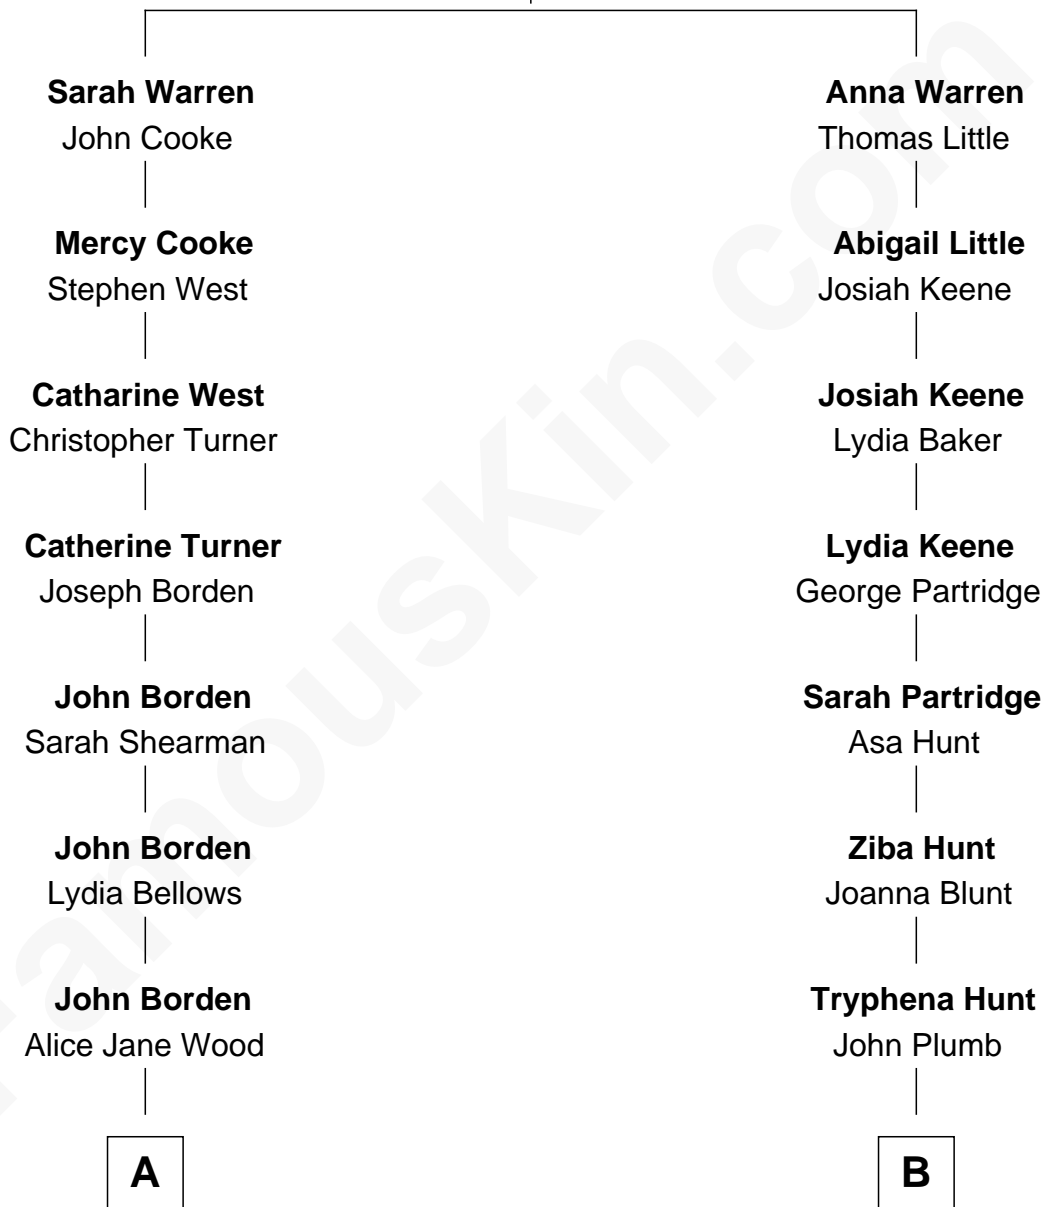 Sarah Warren
John Cooke
Mercy Cooke
Stephen West
Catharine West
Christopher Turner
Catherine Turner
Joseph Borden
John Borden
Sarah Shearman
John Borden
Lydia Bellows
John Borden
Alice Jane Wood
A
Anna Warren
Thomas Little
Abigail Little
Josiah Keene
Josiah Keene
Lydia Baker
Lydia Keene
George Partridge
Sarah Partridge
Asa Hunt
Ziba Hunt
Joanna Blunt
Tryphena Hunt
John Plumb
B
FamousKin.com